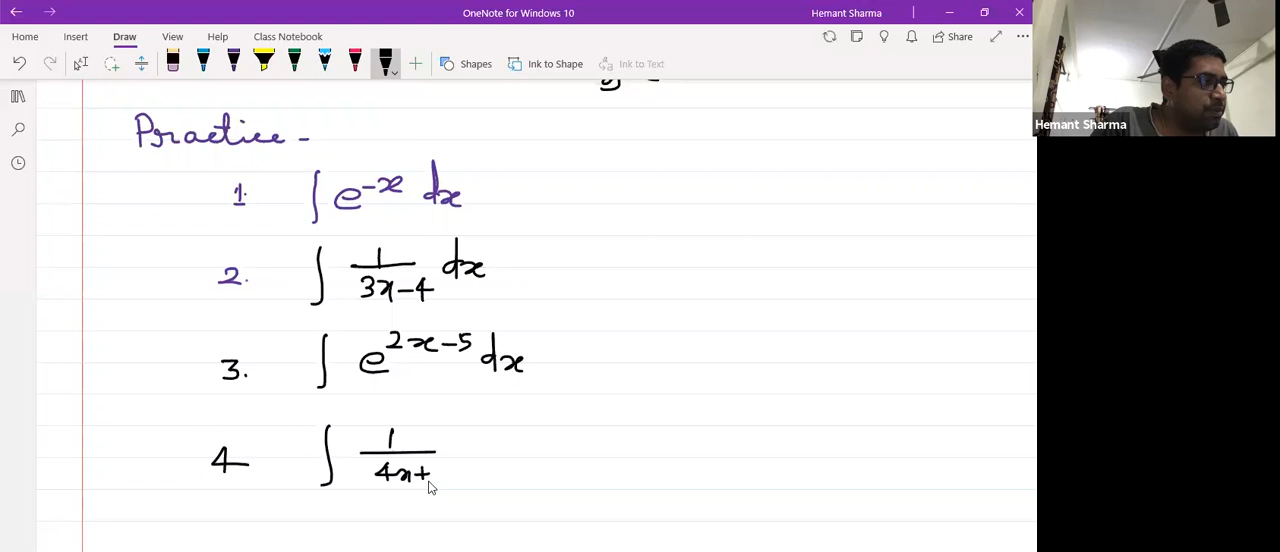 OneNote for Windows 10
Hemant Sharma
Home Insert Draw View Help Class Notebook Share
Shapes Ink to Shape Ink to Text
Hemant Sharma
Practice -
1. ∫ e^{-x} dx
2. ∫ 1/(3x-4) dx
3. ∫ e^{2x-5} dx
4 ∫ 1/(4x+